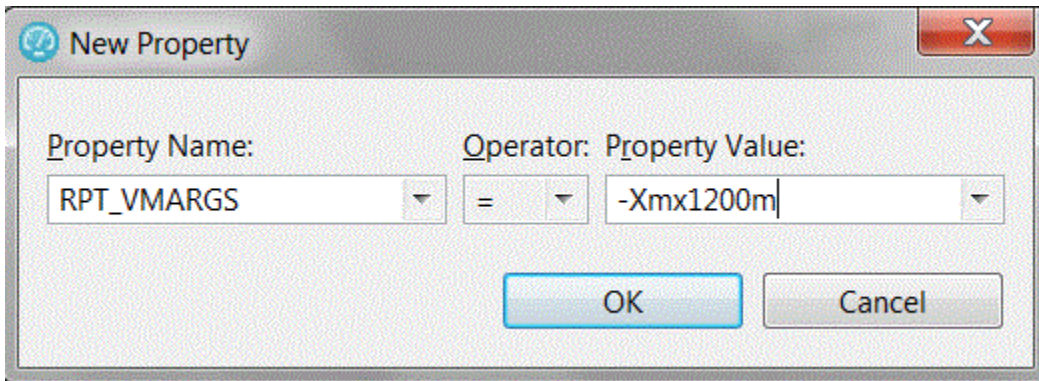 New Property
Property Name: Operator: Property Value:
RPT_VMARGS = -Xmx1200m
OK Cancel